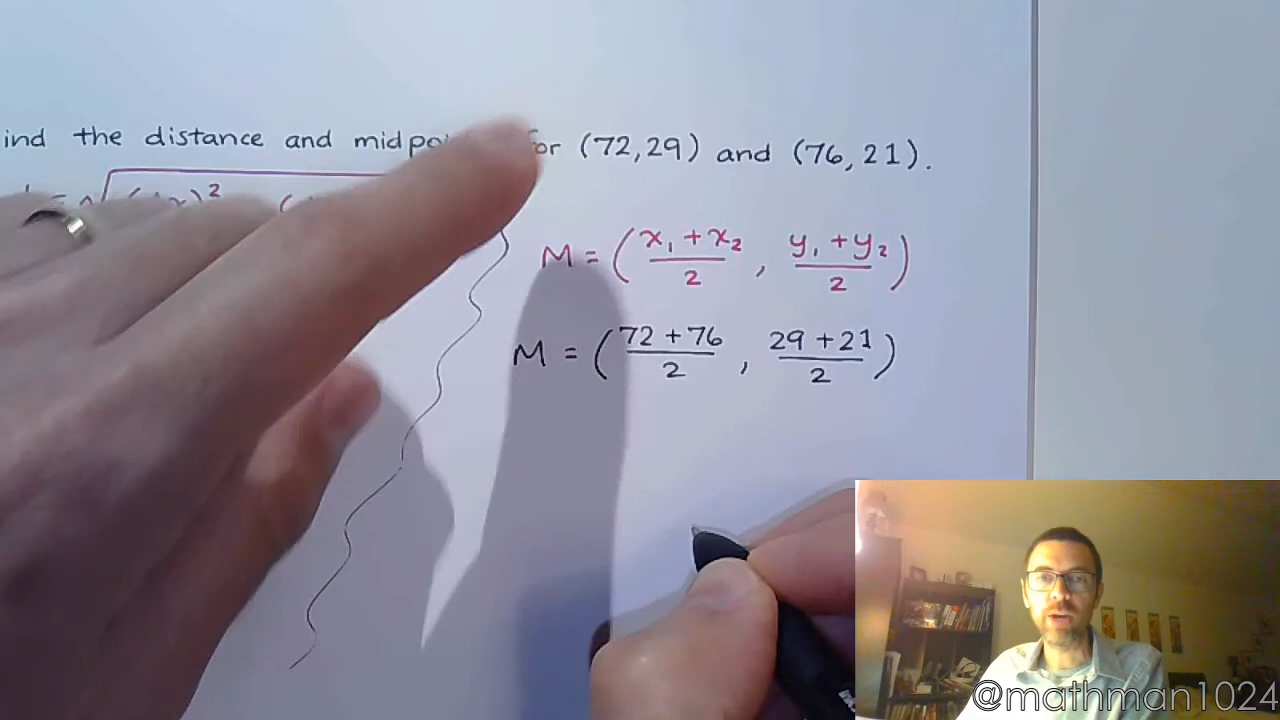 ind the distance and midpo or (72,29) and (76,21).
= √( x)² (
M = (x₁ + x₂ / 2 , y₁ + y₂ / 2)
M = (72 + 76 / 2 , 29 + 21 / 2)
@mathman1024